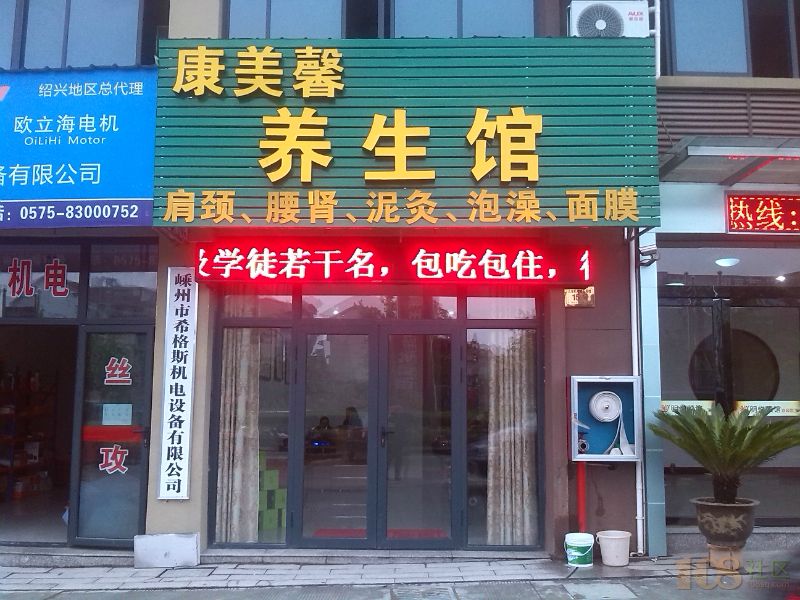 康美馨
养生馆
肩颈、腰肾、泥灸、泡澡、面膜
学徒若干名，包吃包住，
绍兴地区总代理
欧立海电机
OiLiHi Motor
备有限公司
0575-83000752
机电
丝
攻
嵊州市希格斯机电设备有限公司
热线:
AUX
15